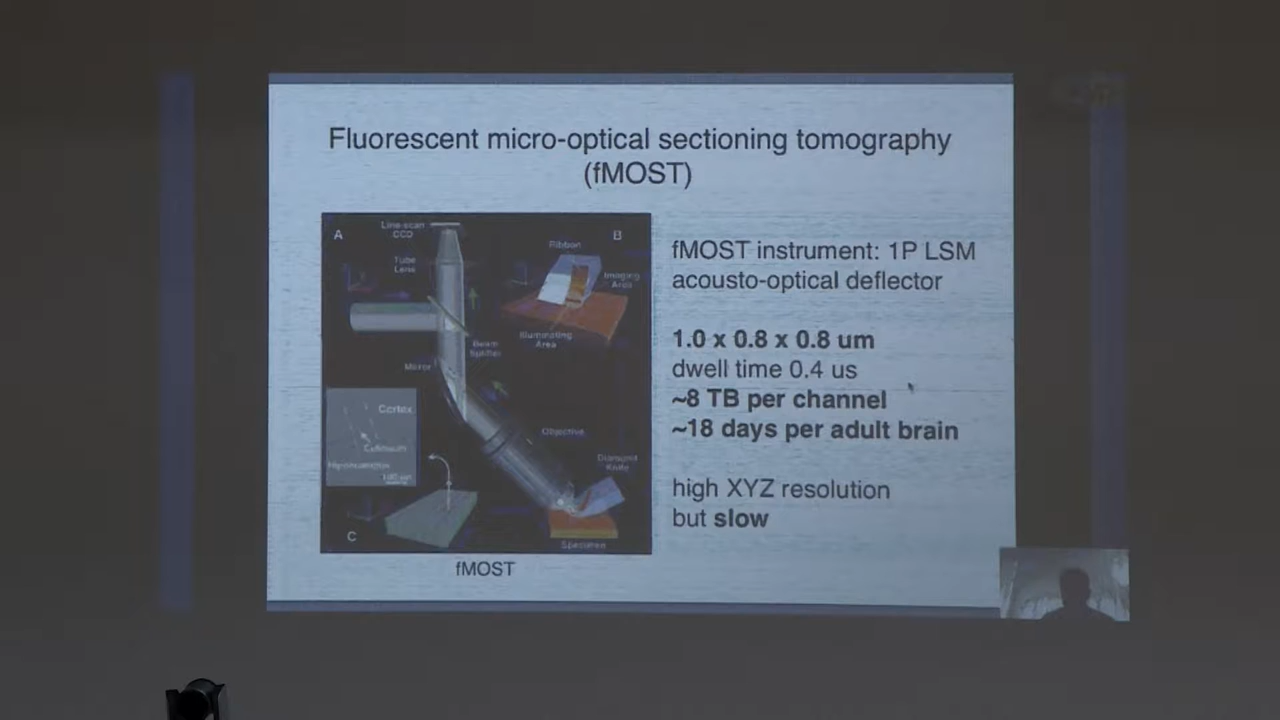 Fluorescent micro-optical sectioning tomography
(fMOST)
A
Line-scan
CCD
B
Tube
Lens
Ribbon
Imaging
Area
Illuminating
Area
Beam
Splitter
Mirror
Cortex
Callosum
Hippocampus
Objective
Diamond
Knife
C
Specimen
fMOST
fMOST instrument: 1P LSM
acousto-optical deflector
1.0 x 0.8 x 0.8 um
dwell time 0.4 us
~8 TB per channel
~18 days per adult brain
high XYZ resolution
but slow